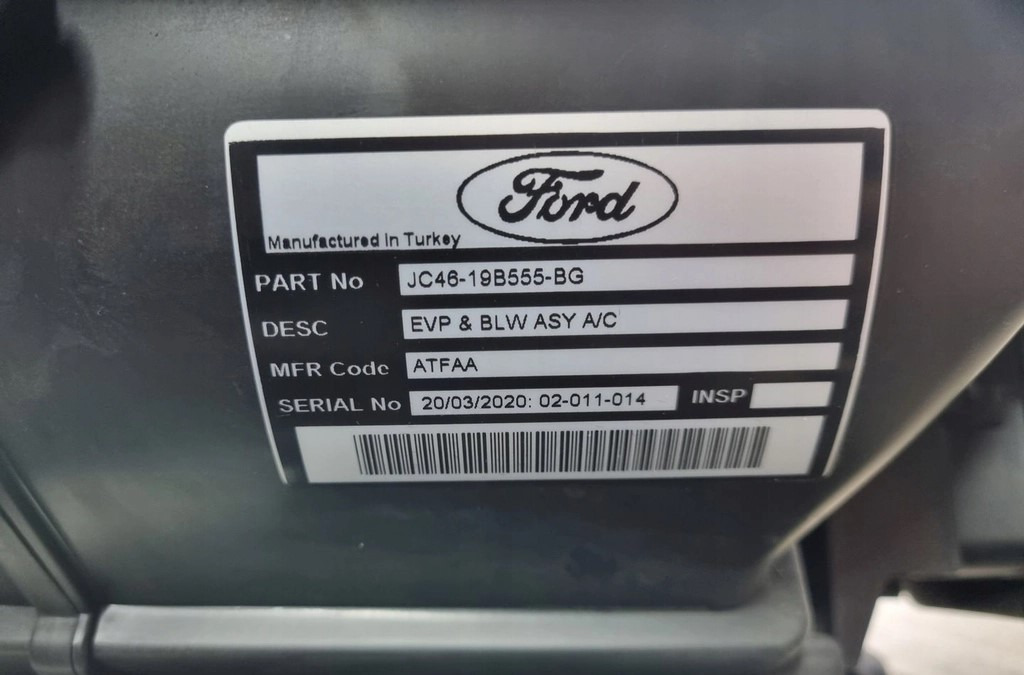 Ford
Manufactured in Turkey
PART No JC46-19B555-BG
DESC EVP & BLW ASY A/C
MFR Code ATFAA
SERIAL No 20/03/2020: 02-011-014 INSP